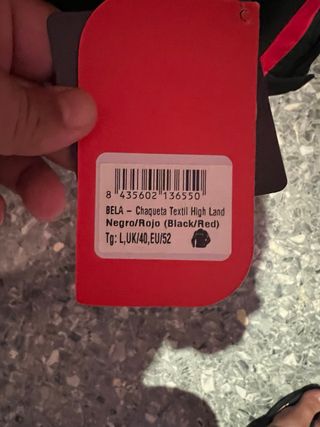 8 435602 136550
BELA – Chaqueta Textil High Land
Negro/Rojo (Black/Red)
Tg: L,UK/40,EU/52